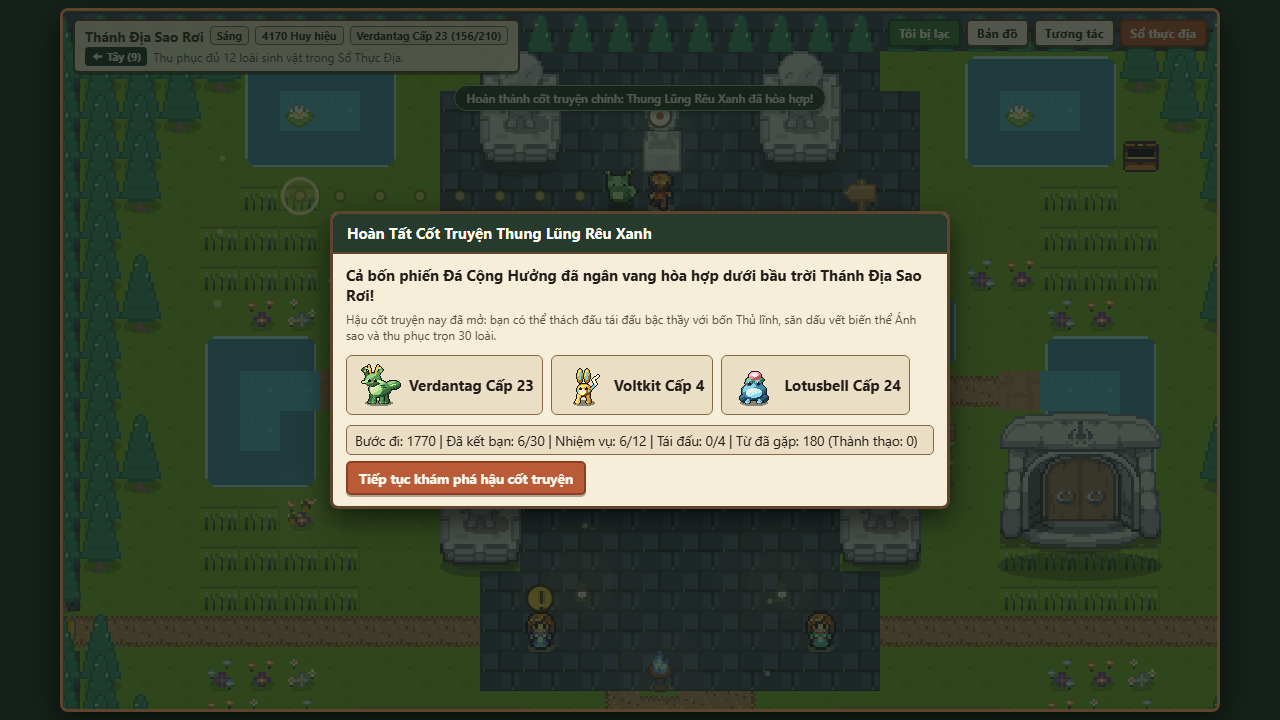 Thánh Địa Sao Rơi Sáng 4170 Huy hiệu Verdantag Cấp 23 (156/210)
← Tây (9) Thu phục đủ 12 loài sinh vật trong Sổ Thực Địa.
Tôi bị lạc Bản đồ Tương tác Sổ thực địa
Hoàn thành cốt truyện chính: Thung Lũng Rêu Xanh đã hòa hợp!
Hoàn Tất Cốt Truyện Thung Lũng Rêu Xanh
Cả bốn phiến Đá Cộng Hưởng đã ngân vang hòa hợp dưới bầu trời Thánh Địa Sao
Rơi!
Hậu cốt truyện nay đã mở: bạn có thể thách đấu tái đấu bậc thầy với bốn Thủ lĩnh, săn dấu vết biến thể Ánh
sao và thu phục trọn 30 loài.
Verdantag Cấp 23 Voltkit Cấp 4 Lotusbell Cấp 24
Bước đi: 1770 | Đã kết bạn: 6/30 | Nhiệm vụ: 6/12 | Tái đấu: 0/4 | Từ đã gặp: 180 (Thành thạo: 0)
Tiếp tục khám phá hậu cốt truyện
!